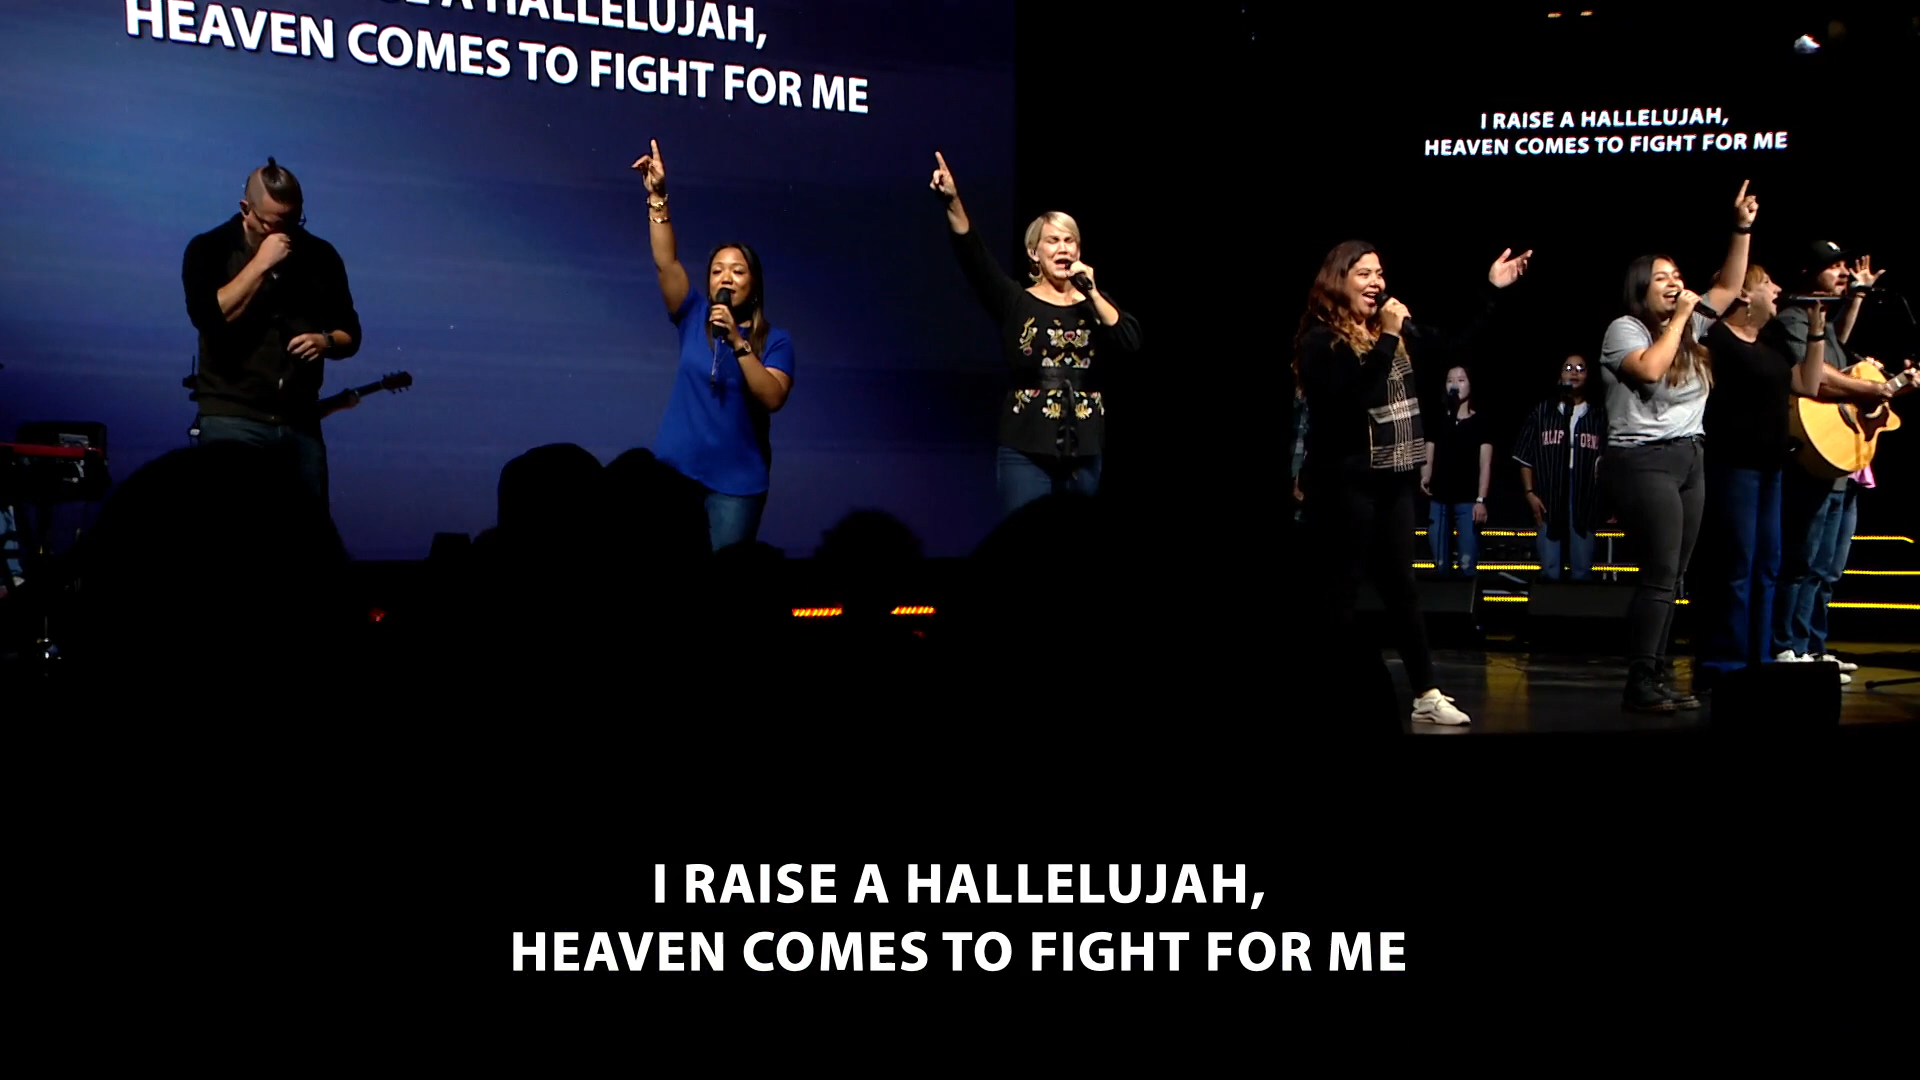 A HALLELUJAH,
HEAVEN COMES TO FIGHT FOR ME
I RAISE A HALLELUJAH,
HEAVEN COMES TO FIGHT FOR ME
I RAISE A HALLELUJAH,
HEAVEN COMES TO FIGHT FOR ME